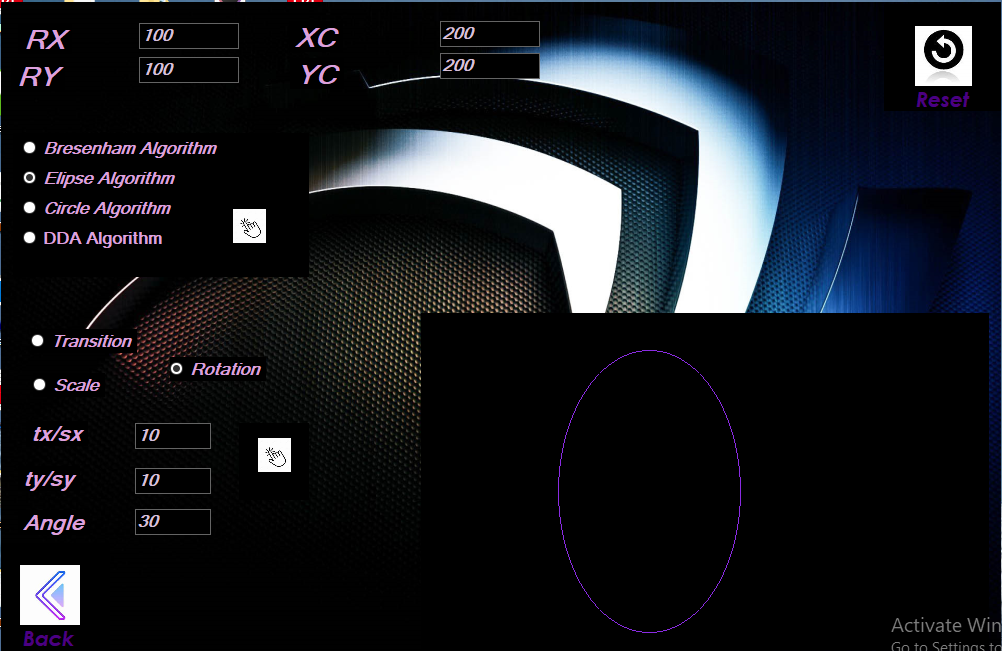 RX 100 XC 200
RY 100 YC 200
Reset
Bresenham Algorithm
Elipse Algorithm
Circle Algorithm
DDA Algorithm
Transition
Rotation
Scale
tx/sx 10
ty/sy 10
Angle 30
Back
Activate Win
Go to Settings to